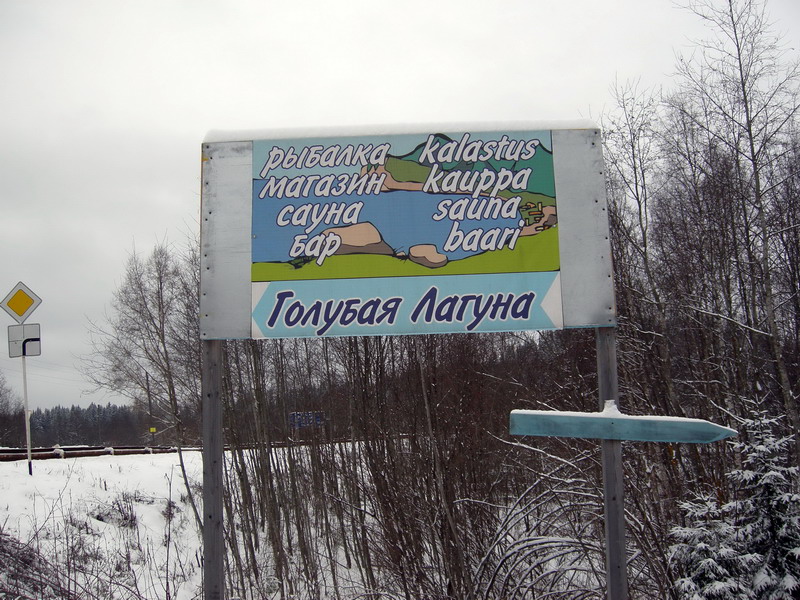 рыбалка kalastus
магазин kauppa
сауна sauna
бар baari
Голубая Лагуна